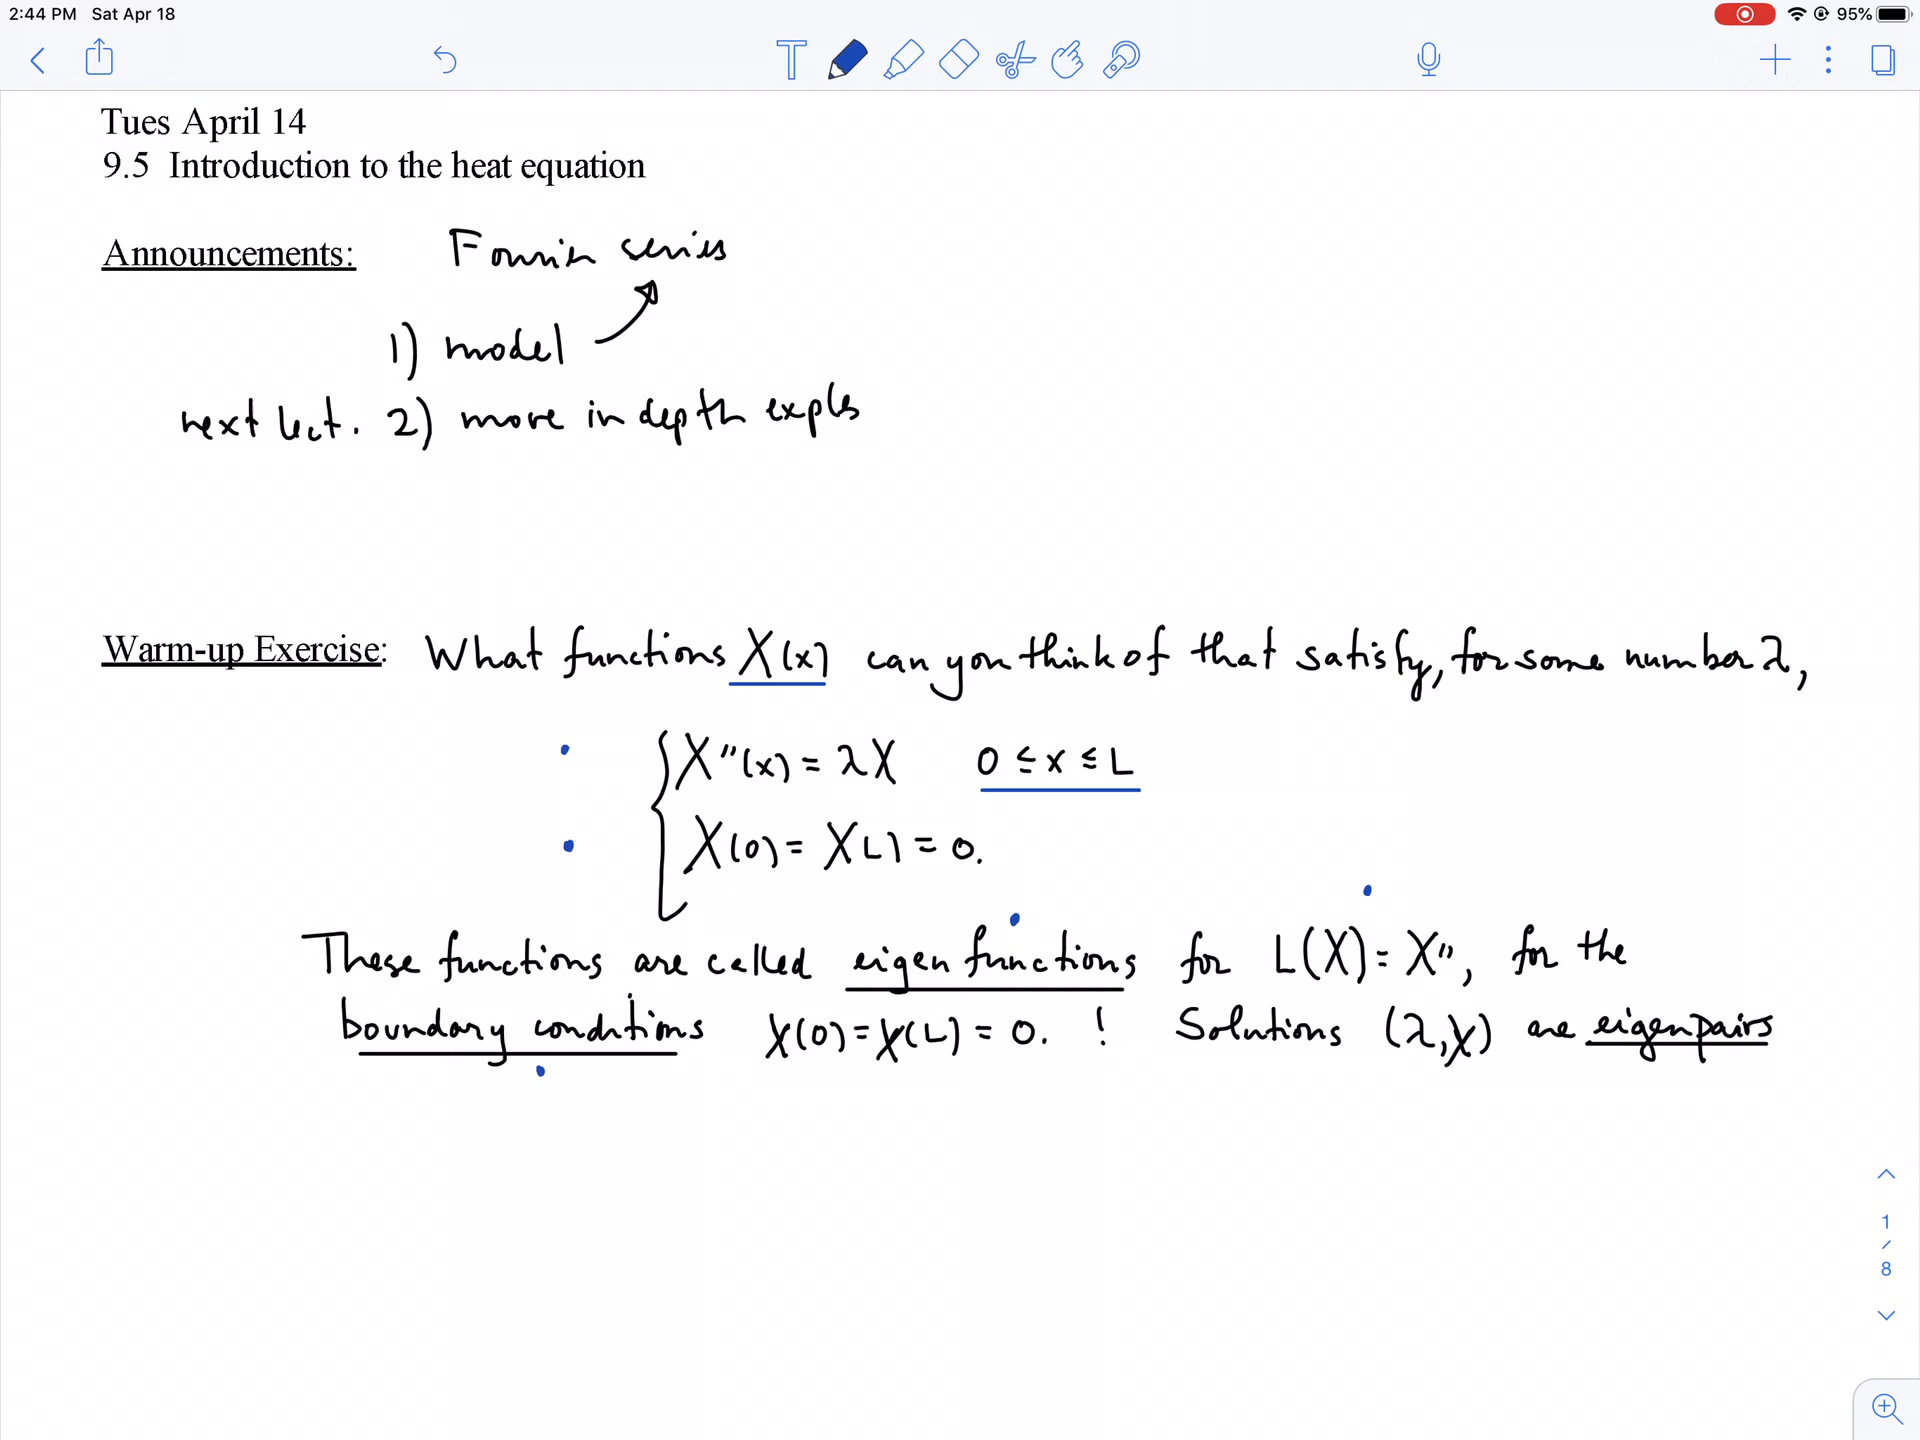 2:44 PM Sat Apr 18 95%
Tues April 14
9.5 Introduction to the heat equation
Announcements: Fourier series
1) model
next lect. 2) more in depth exples
Warm-up Exercise: What functions X(x) can you think of that satisfy, for some number λ,
X''(x) = λX 0 ≤ x ≤ L
X(0) = X(L) = 0.
These functions are called eigenfunctions for L(X) = X'', for the
boundary conditions X(0) = X(L) = 0. ! Solutions (λ,X) are eigenpairs
1
/
8